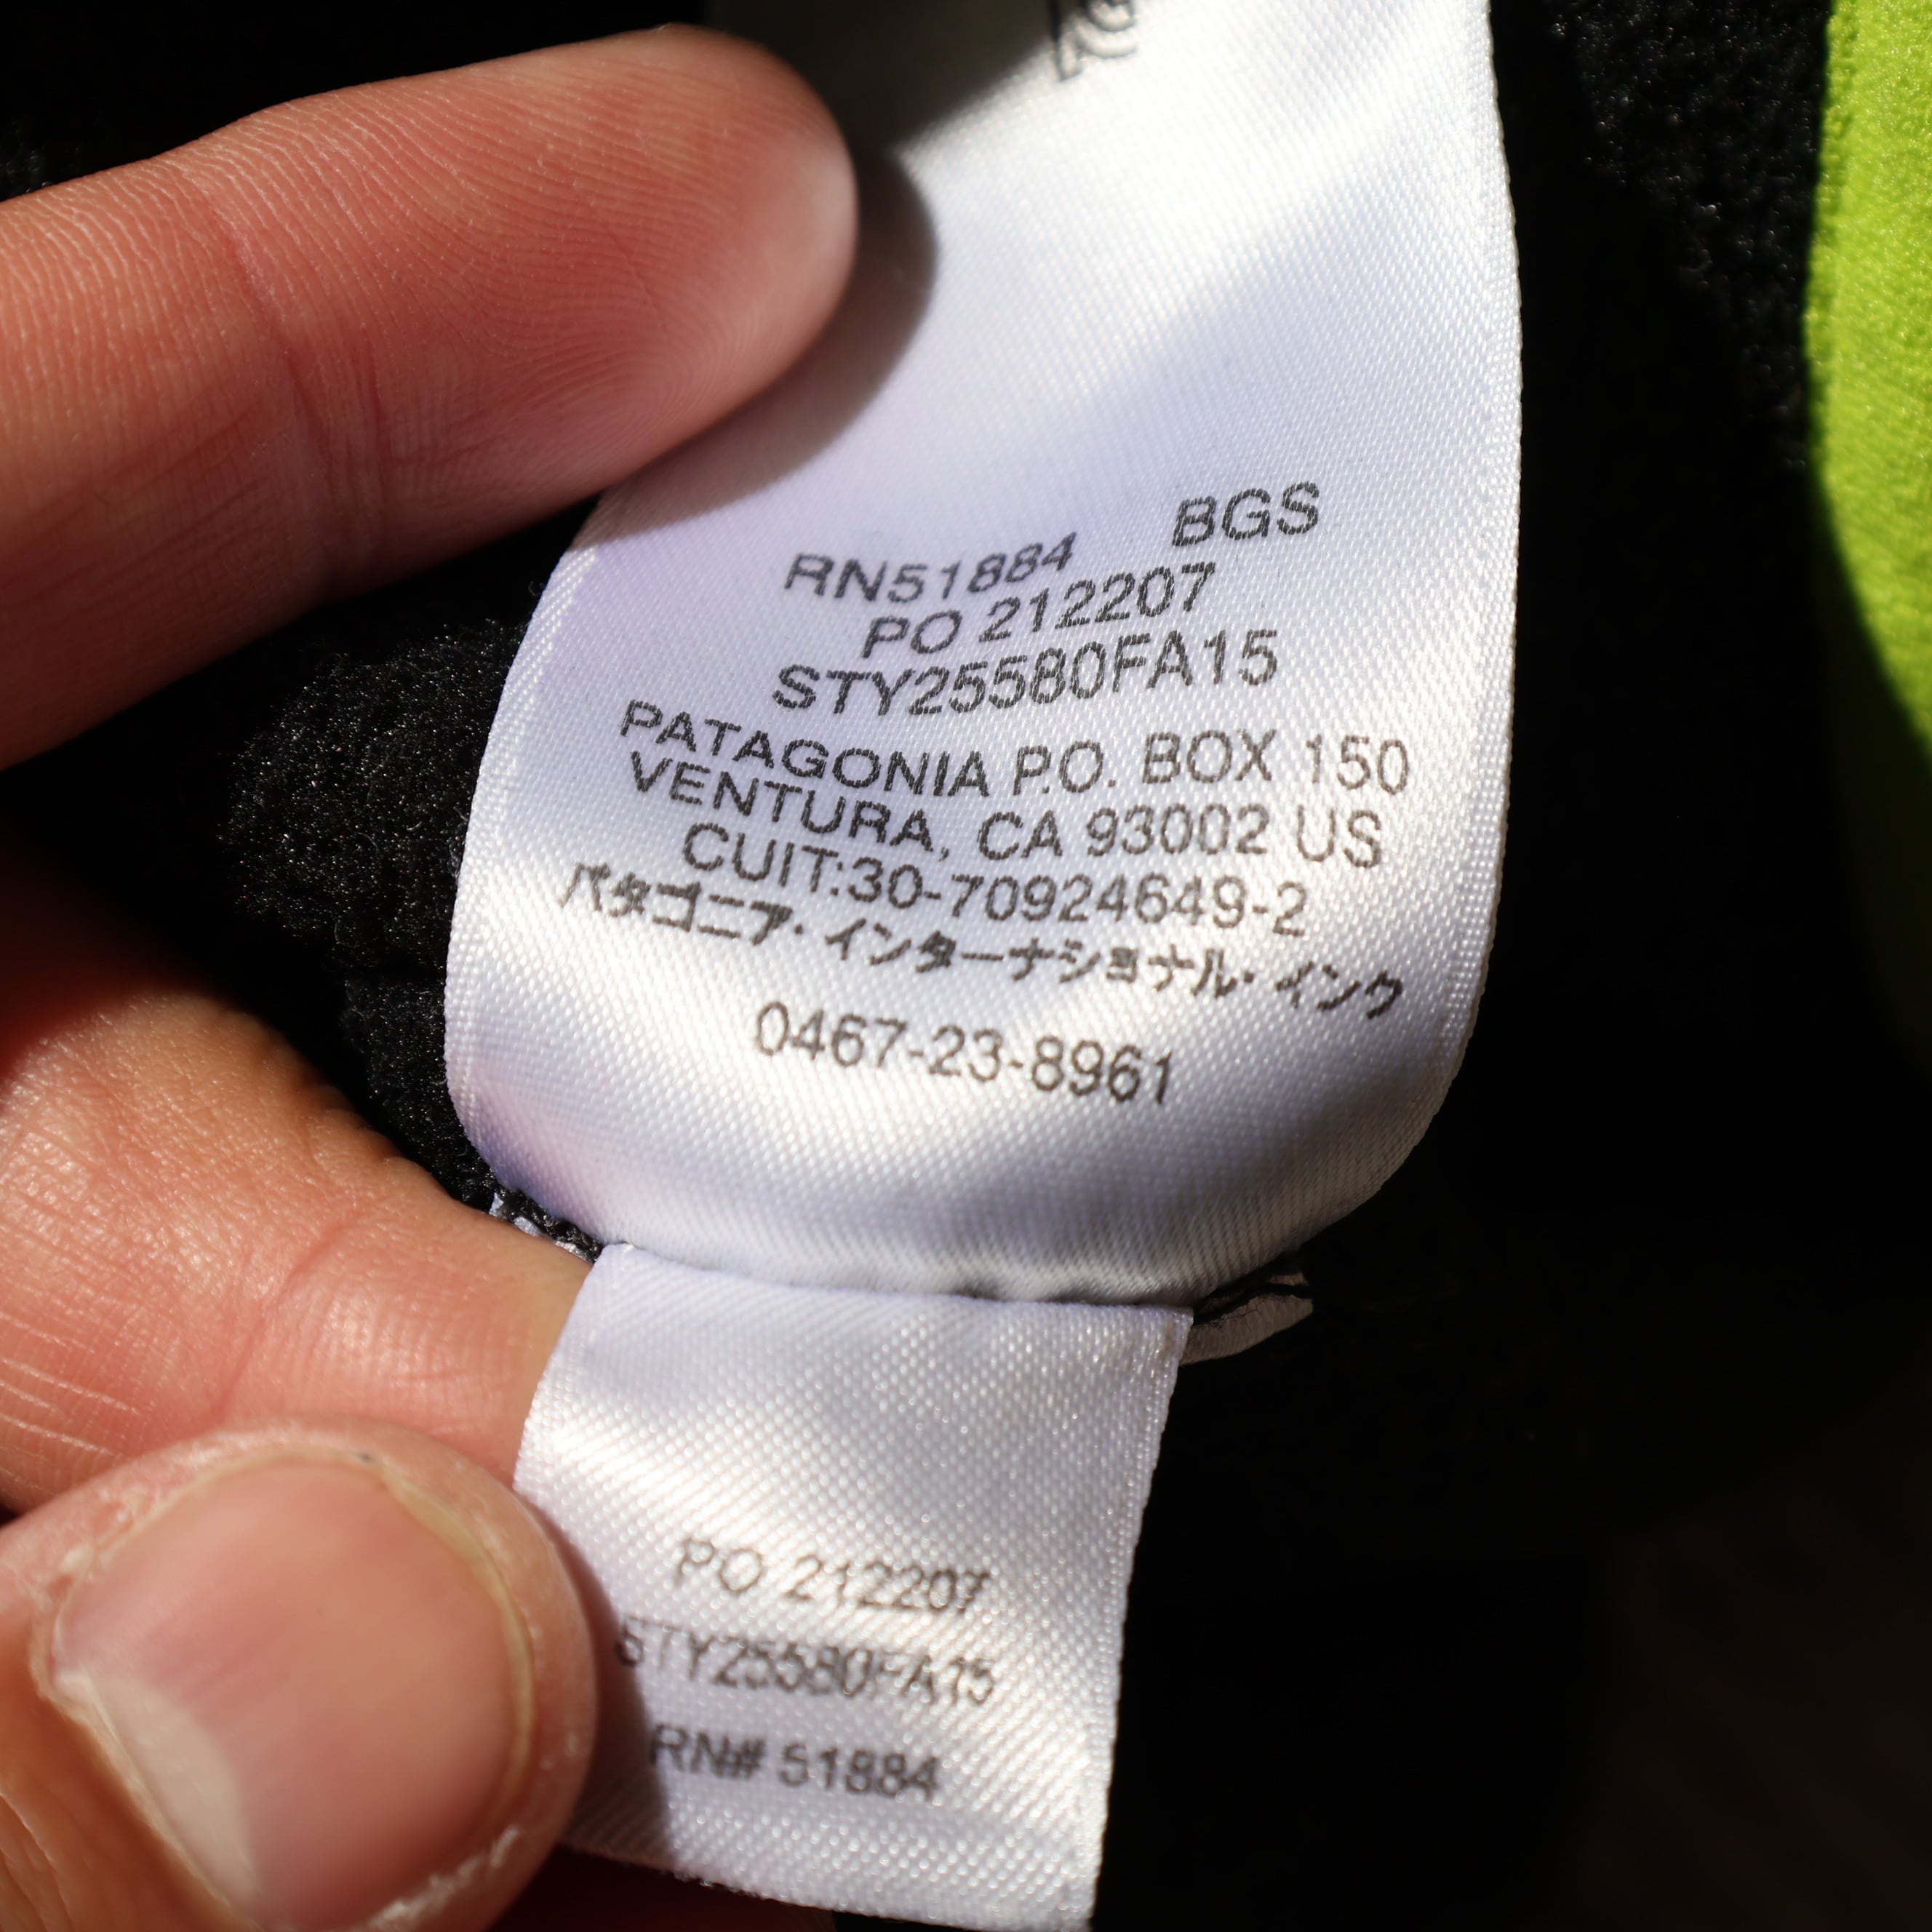 BGS
RN51884
PO 212207
STY25580FA15
PATAGONIA P.O. BOX 150
VENTURA, CA 93002 US
CUIT:30-70924649-2
パタゴニア・インターナショナル・インク
0467-23-8961
PO 212207
STY25580FA15
RN# 51884